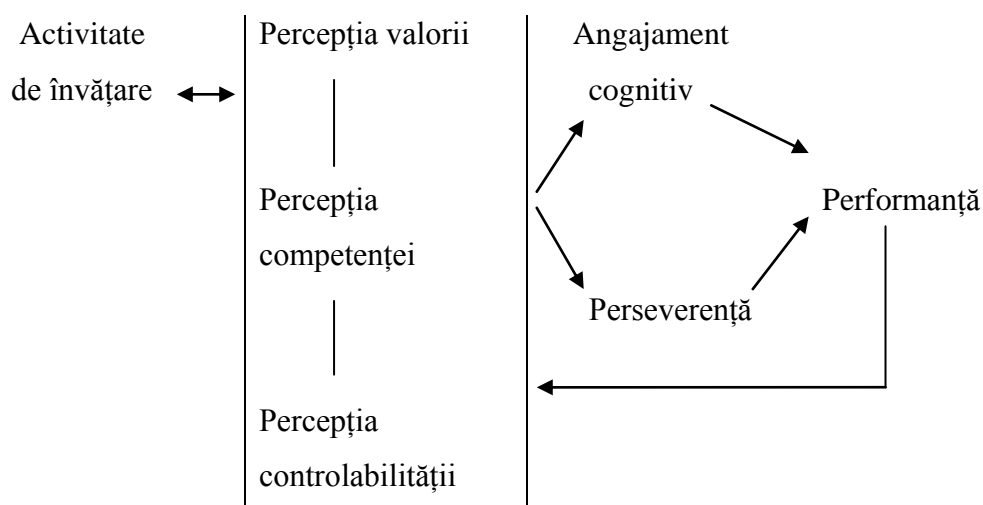 Activitate
de învățare
Percepția valorii
Percepția
competenței
Percepția
controlabilității
Angajament
cognitiv
Perseverență
Performanță